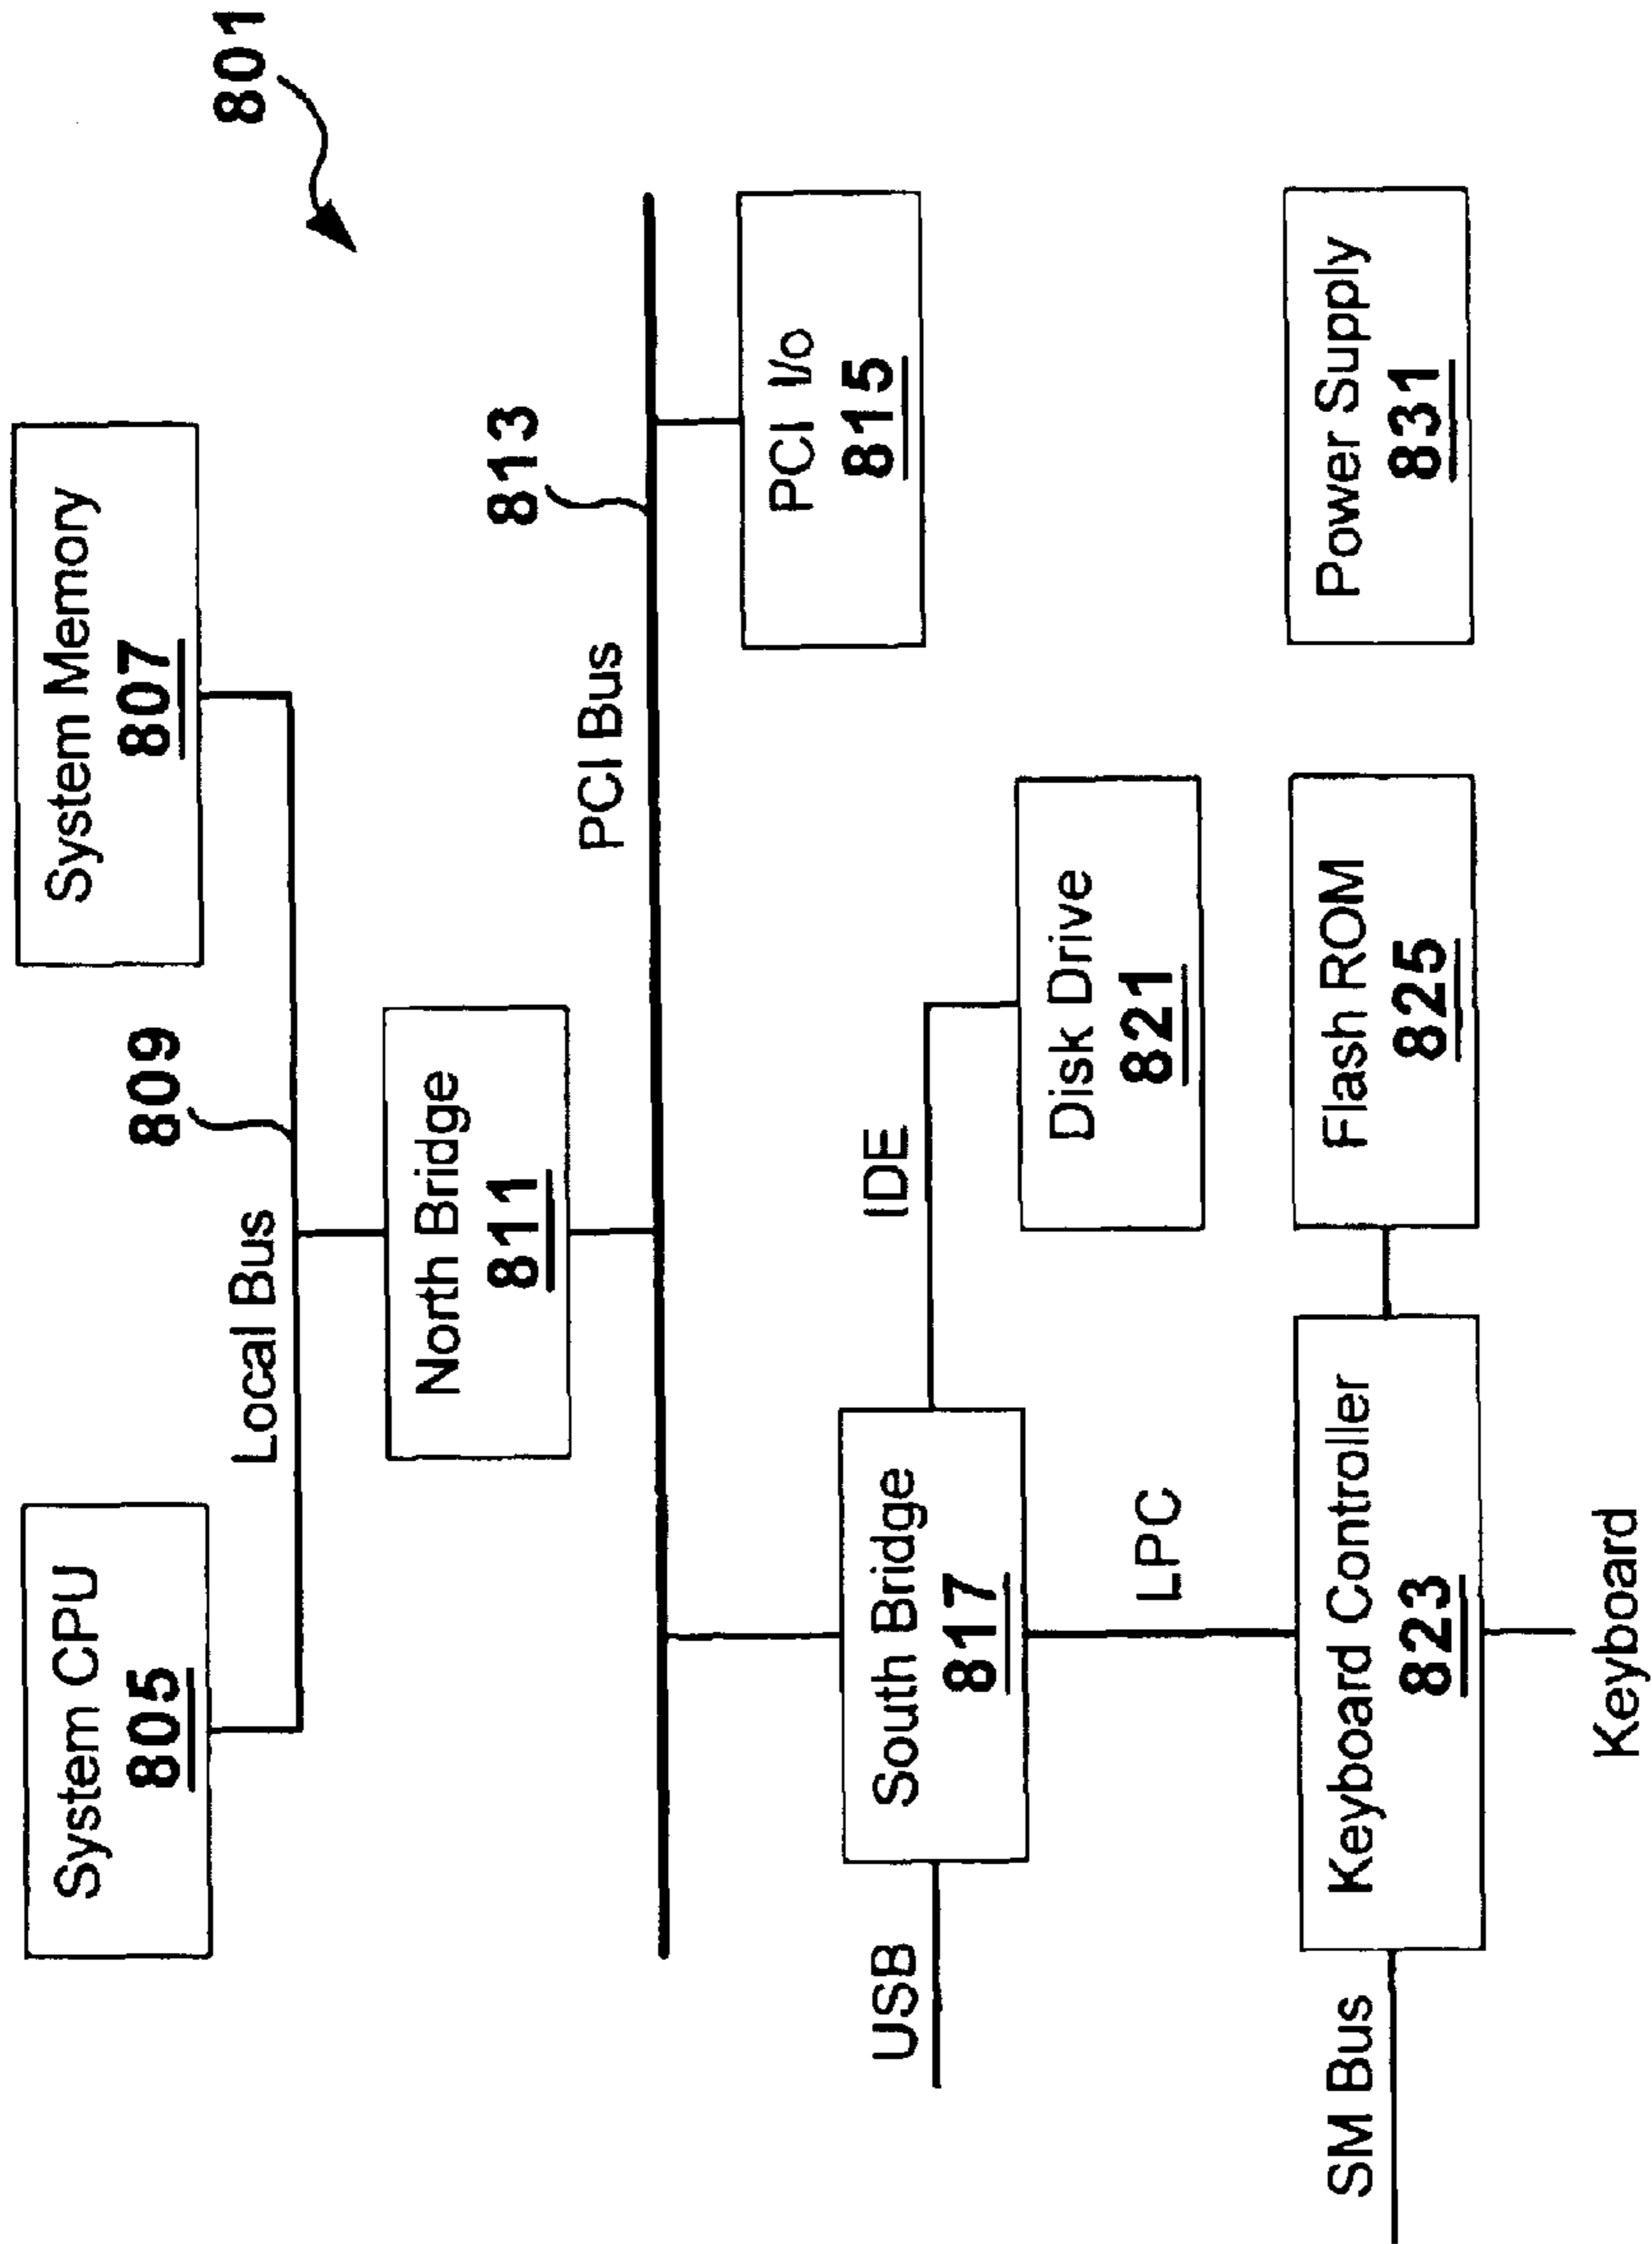 801
System CPU
805
System Memory
807
809
Local Bus
North Bridge
811
813
PCI Bus
PCI I/o
815
South Bridge
817
USB
IDE
Disk Drive
821
LPC
SM Bus
Keyboard Controller
823
Flash ROM
825
Power Supply
831
Keyboard